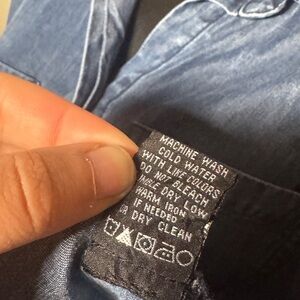 MACHINE WASH
COLD WATER
WITH LIKE COLORS
DO NOT BLEACH
DRY LOW
WARM IRON
IF NEEDED
OR DRY CLEAN